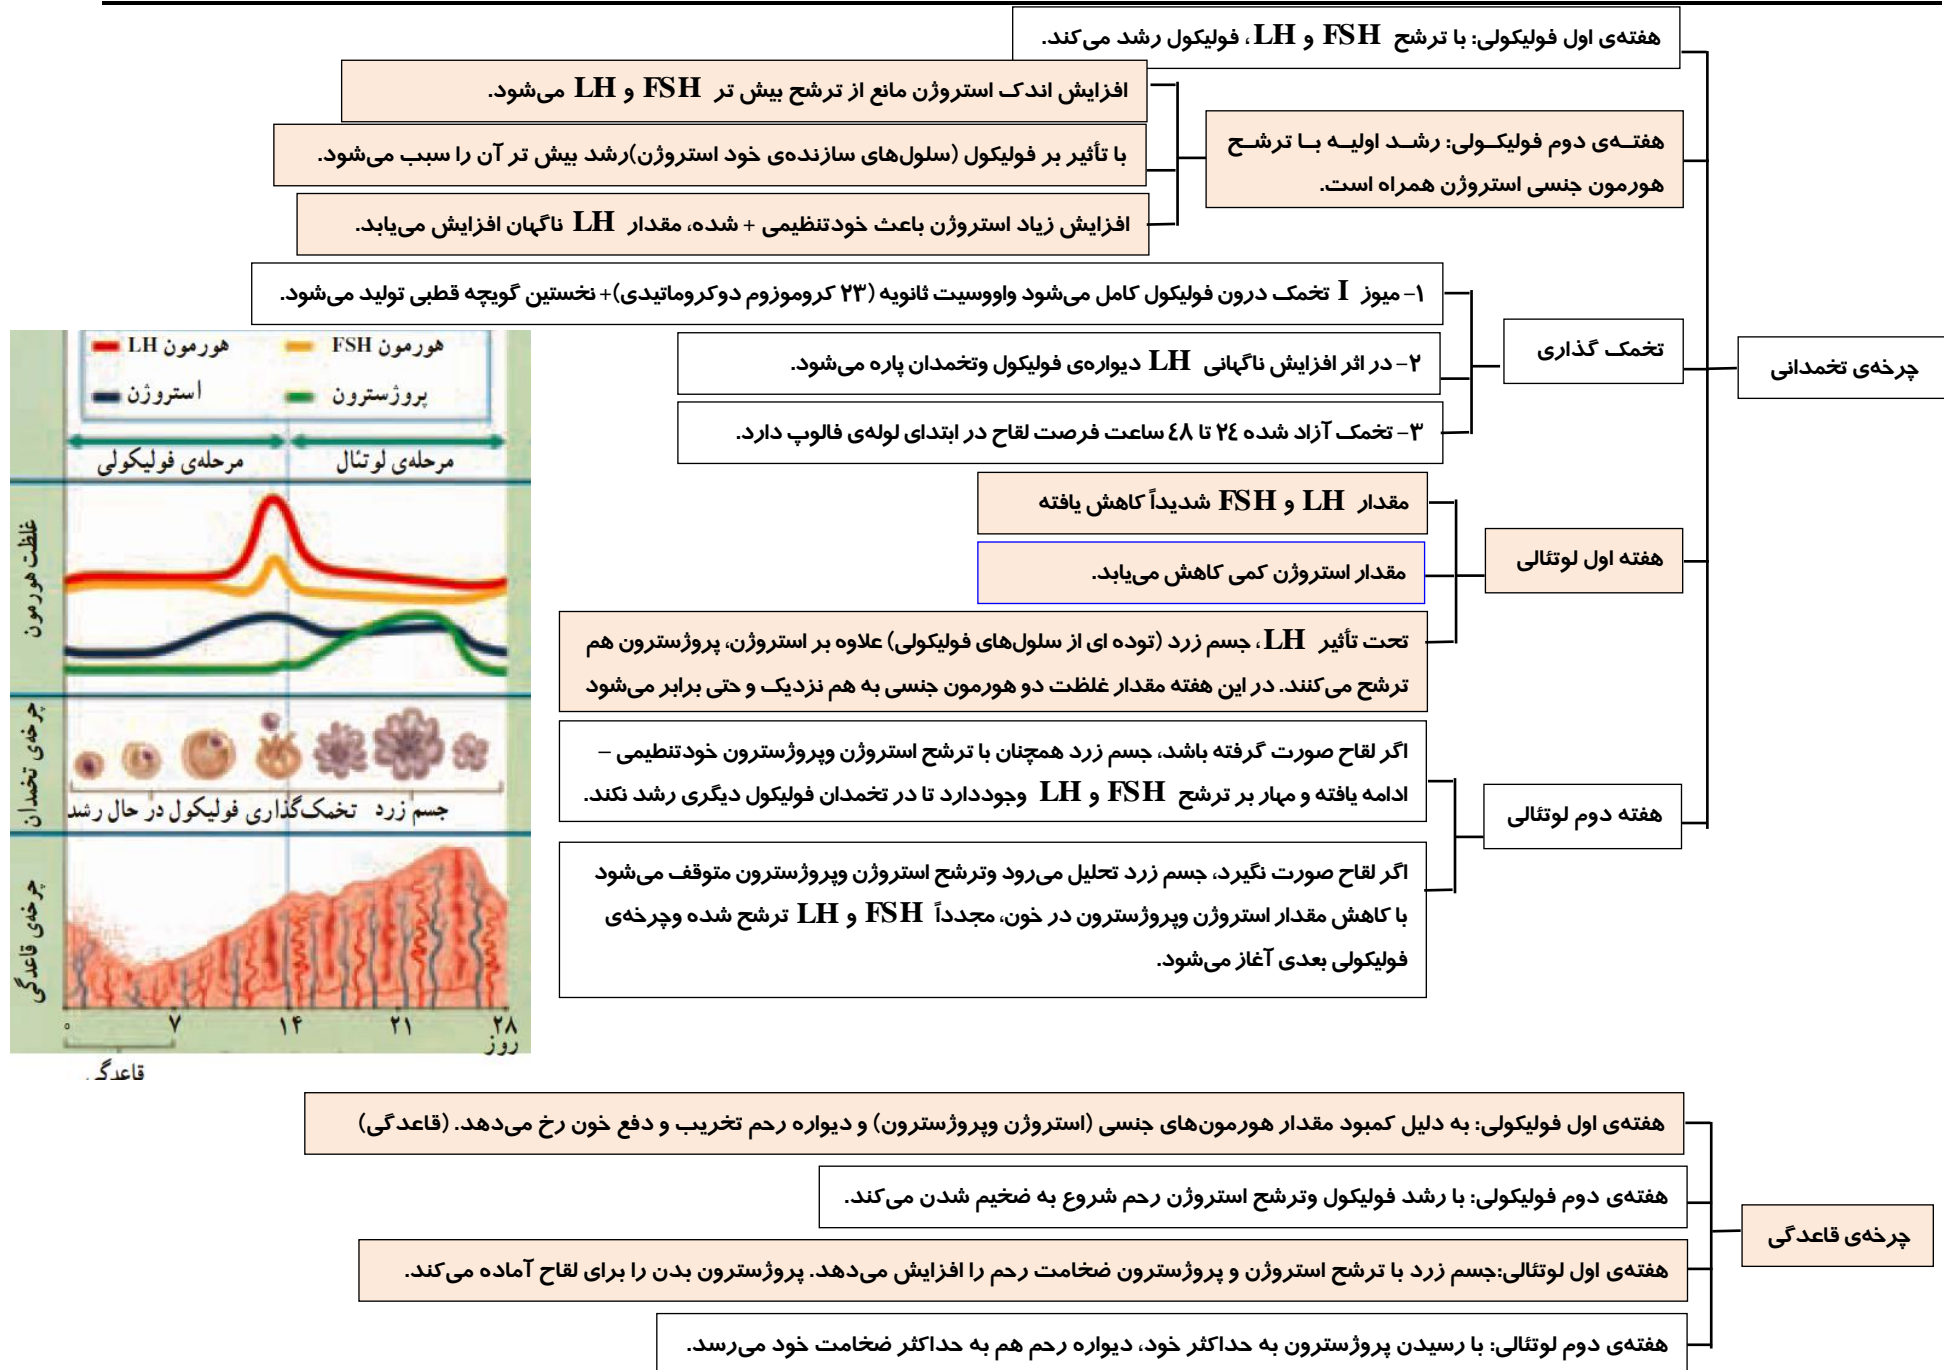 هفته‌ی اول فولیکولی: با ترشح FSH و LH، فولیکول رشد می‌کند.
هفته‌ی دوم فولیکولی: رشد اولیه با ترشح
هورمون جنسی استروژن همراه است.
افزایش اندک استروژن مانع از ترشح بیش تر FSH و LH می‌شود.
با تأثیر بر فولیکول (سلول‌های سازنده‌ی خود استروژن)رشد بیش تر آن را سبب می‌شود.
افزایش زیاد استروژن باعث خودتنظیمی + شده، مقدار LH ناگهان افزایش می‌یابد.
چرخه‌ی تخمدانی
تخمک گذاری
۱- میوز I تخمک درون فولیکول کامل می‌شود واووسیت ثانویه (۲۳ کروموزوم دوکروماتیدی)+ نخستین گویچه قطبی تولید می‌شود.
۲- در اثر افزایش ناگهانی LH دیواره‌ی فولیکول وتخمدان پاره می‌شود.
۳- تخمک آزاد شده ۲٤ تا ٤۸ ساعت فرصت لقاح در ابتدای لوله‌ی فالوپ دارد.
هفته اول لوتئالی
مقدار LH و FSH شدیداً کاهش یافته
مقدار استروژن کمی کاهش می‌یابد.
تحت تأثیر LH، جسم زرد (توده ای از سلول‌های فولیکولی) علاوه بر استروژن، پروژسترون هم
ترشح می‌کنند. در این هفته مقدار غلظت دو هورمون جنسی به هم نزدیک و حتی برابر می‌شود
هفته دوم لوتئالی
اگر لقاح صورت گرفته باشد، جسم زرد همچنان با ترشح استروژن وپروژسترون خودتنطیمی –
ادامه یافته و مهار بر ترشح FSH و LH وجوددارد تا در تخمدان فولیکول دیگری رشد نکند.
اگر لقاح صورت نگیرد، جسم زرد تحلیل می‌رود وترشح استروژن وپروژسترون متوقف می‌شود
با کاهش مقدار استروژن وپروژسترون در خون، مجدداً FSH و LH ترشح شده وچرخه‌ی
فولیکولی بعدی آغاز می‌شود.
هورمون FSH
هورمون LH
پروژسترون
استروژن
مرحله‌ی لوتئال
مرحله‌ی فولیکولی
غلظت هورمون
چرخه‌ی تخمدان
جسم زرد تخمک‌گذاری فولیکول در حال رشد
چرخه‌ی قاعدگی
۰ ۷ ۱۴ ۲۱ ۲۸
روز
قاعدگی
چرخه‌ی قاعدگی
هفته‌ی اول فولیکولی: به دلیل کمبود مقدار هورمون‌های جنسی (استروژن وپروژسترون) و دیواره رحم تخریب و دفع خون رخ می‌دهد. (قاعدگی)
هفته‌ی دوم فولیکولی: با رشد فولیکول وترشح استروژن رحم شروع به ضخیم شدن می‌کند.
هفته‌ی اول لوتئالی:جسم زرد با ترشح استروژن و پروژسترون ضخامت رحم را افزایش می‌دهد. پروژسترون بدن را برای لقاح آماده می‌کند.
هفته‌ی دوم لوتئالی: با رسیدن پروژسترون به حداکثر خود، دیواره رحم هم به حداکثر ضخامت خود می‌رسد.